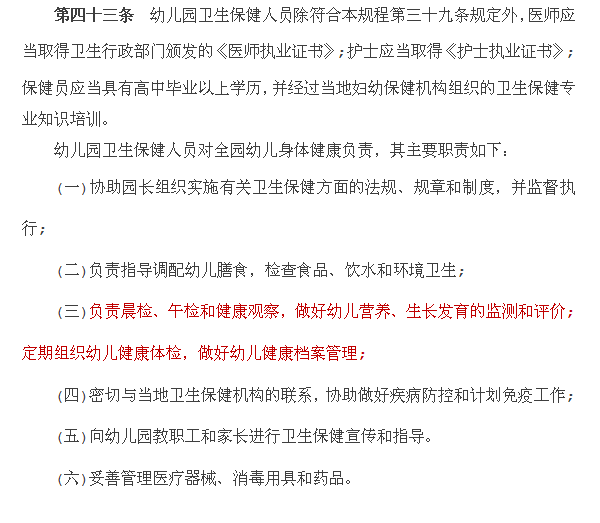 第四十三条　幼儿园卫生保健人员除符合本规程第三十九条规定外，医师应
当取得卫生行政部门颁发的《医师执业证书》；护士应当取得《护士执业证书》；
保健员应当具有高中毕业以上学历，并经过当地妇幼保健机构组织的卫生保健专
业知识培训。
幼儿园卫生保健人员对全园幼儿身体健康负责，其主要职责如下：
(一)协助园长组织实施有关卫生保健方面的法规、规章和制度，并监督执
行；
(二)负责指导调配幼儿膳食，检查食品、饮水和环境卫生；
(三)负责晨检、午检和健康观察，做好幼儿营养、生长发育的监测和评价；
定期组织幼儿健康体检，做好幼儿健康档案管理；
(四)密切与当地卫生保健机构的联系，协助做好疾病防控和计划免疫工作；
(五)向幼儿园教职工和家长进行卫生保健宣传和指导。
(六)妥善管理医疗器械、消毒用具和药品。